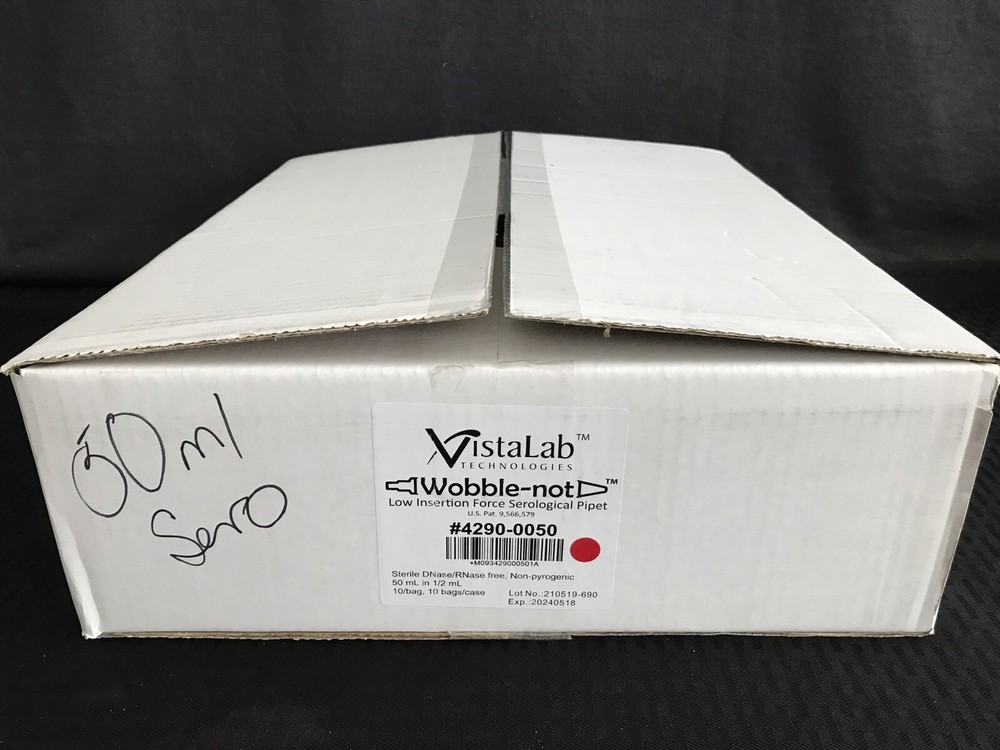 50 ml
Sero
VistaLab™
TECHNOLOGIES
Wobble-not™
Low Insertion Force Serological Pipet
U.S. Pat. 9,566,579
#4290-0050
+M093429000501A
Sterile DNase/RNase free, Non-pyrogenic
50 mL in 1/2 mL
10/bag, 10 bags/case Lot No.:210519-690
Exp.:20240518